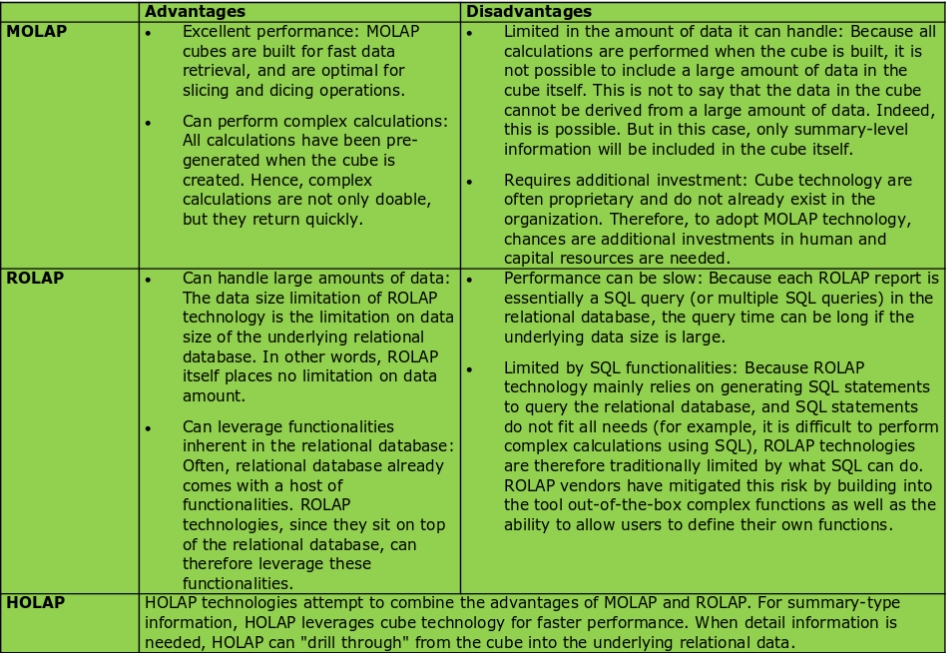 Advantages
Disadvantages
MOLAP
• Excellent performance: MOLAP
cubes are built for fast data
retrieval, and are optimal for
slicing and dicing operations.
• Can perform complex calculations:
All calculations have been pre-
generated when the cube is
created. Hence, complex
calculations are not only doable,
but they return quickly.
• Limited in the amount of data it can handle: Because all
calculations are performed when the cube is built, it is
not possible to include a large amount of data in the
cube itself. This is not to say that the data in the cube
cannot be derived from a large amount of data. Indeed,
this is possible. But in this case, only summary-level
information will be included in the cube itself.
• Requires additional investment: Cube technology are
often proprietary and do not already exist in the
organization. Therefore, to adopt MOLAP technology,
chances are additional investments in human and
capital resources are needed.
ROLAP
• Can handle large amounts of data:
The data size limitation of ROLAP
technology is the limitation on data
size of the underlying relational
database. In other words, ROLAP
itself places no limitation on data
amount.
• Can leverage functionalities
inherent in the relational database:
Often, relational database already
comes with a host of
functionalities. ROLAP
technologies, since they sit on top
of the relational database, can
therefore leverage these
functionalities.
• Performance can be slow: Because each ROLAP report is
essentially a SQL query (or multiple SQL queries) in the
relational database, the query time can be long if the
underlying data size is large.
• Limited by SQL functionalities: Because ROLAP
technology mainly relies on generating SQL statements
to query the relational database, and SQL statements
do not fit all needs (for example, it is difficult to perform
complex calculations using SQL), ROLAP technologies
are therefore traditionally limited by what SQL can do.
ROLAP vendors have mitigated this risk by building into
the tool out-of-the-box complex functions as well as the
ability to allow users to define their own functions.
HOLAP
HOLAP technologies attempt to combine the advantages of MOLAP and ROLAP. For summary-type
information, HOLAP leverages cube technology for faster performance. When detail information is
needed, HOLAP can "drill through" from the cube into the underlying relational data.